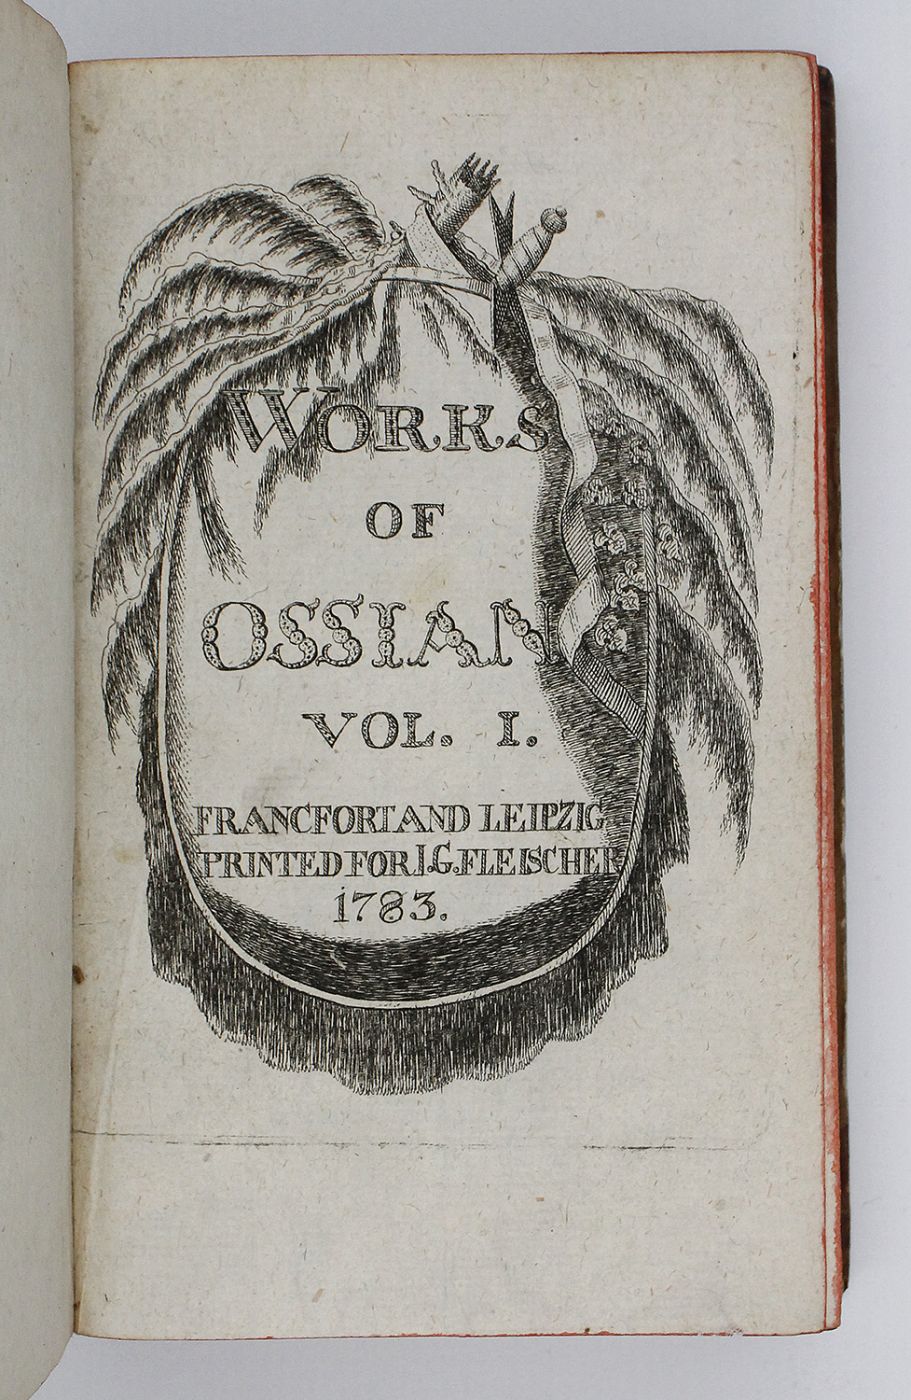 WORKS
OF
OSSIAN
VOL. I.
FRANCFORT AND LEIPZIG
PRINTED FOR J.G. FLEISCHER
1783.